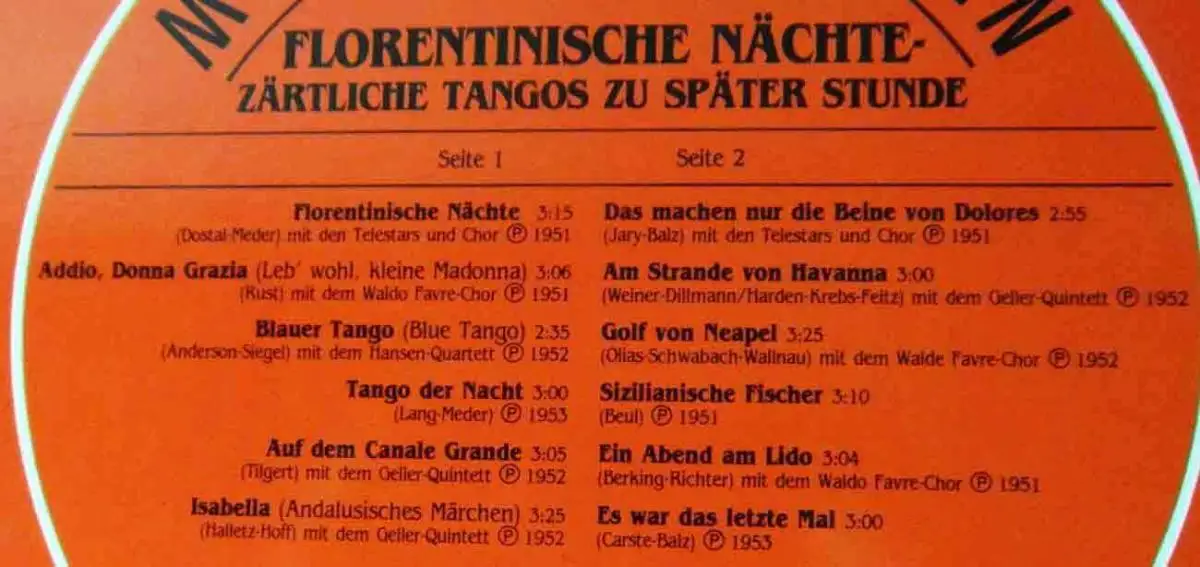 FLORENTINISCHE NÄCHTE-
ZÄRTLICHE TANGOS ZU SPÄTER STUNDE
Seite 1
Florentinische Nächte 3:15
(Dostal-Meder) mit den Telestars und Chor Ⓟ 1951
Addio, Donna Grazia (Leb' wohl, kleine Madonna) 3:06
(Kust) mit dem Waldo Favre-Chor Ⓟ 1951
Blauer Tango (Blue Tango) 2:35
(Anderson-Siegel) mit dem Hansen-Quartett Ⓟ 1952
Tango der Nacht 3:00
(Lang-Meder) Ⓟ 1953
Auf dem Canale Grande 3:05
(Tilgert) mit dem Geller-Quintett Ⓟ 1952
Isabella (Andalusisches Märchen) 3:25
(Halletz-Hoff) mit dem Geller-Quintett Ⓟ 1952
Seite 2
Das machen nur die Beine von Dolores 2:55
(Jary-Balz) mit den Telestars und Chor Ⓟ 1951
Am Strande von Havanna 3:00
(Weiner-Dillmann/Harden-Krebs-Feltz) mit dem Geller-Quintett Ⓟ 1952
Golf von Neapel 3:25
(Olias-Schwabach-Wallnau) mit dem Walde Favre-Chor Ⓟ 1952
Sizilianische Fischer 3:10
(Beul) Ⓟ 1951
Ein Abend am Lido 3:04
(Berking-Richter) mit dem Waldo Favre-Chor Ⓟ 1951
Es war das letzte Mal 3:00
(Carste-Balz) Ⓟ 1953